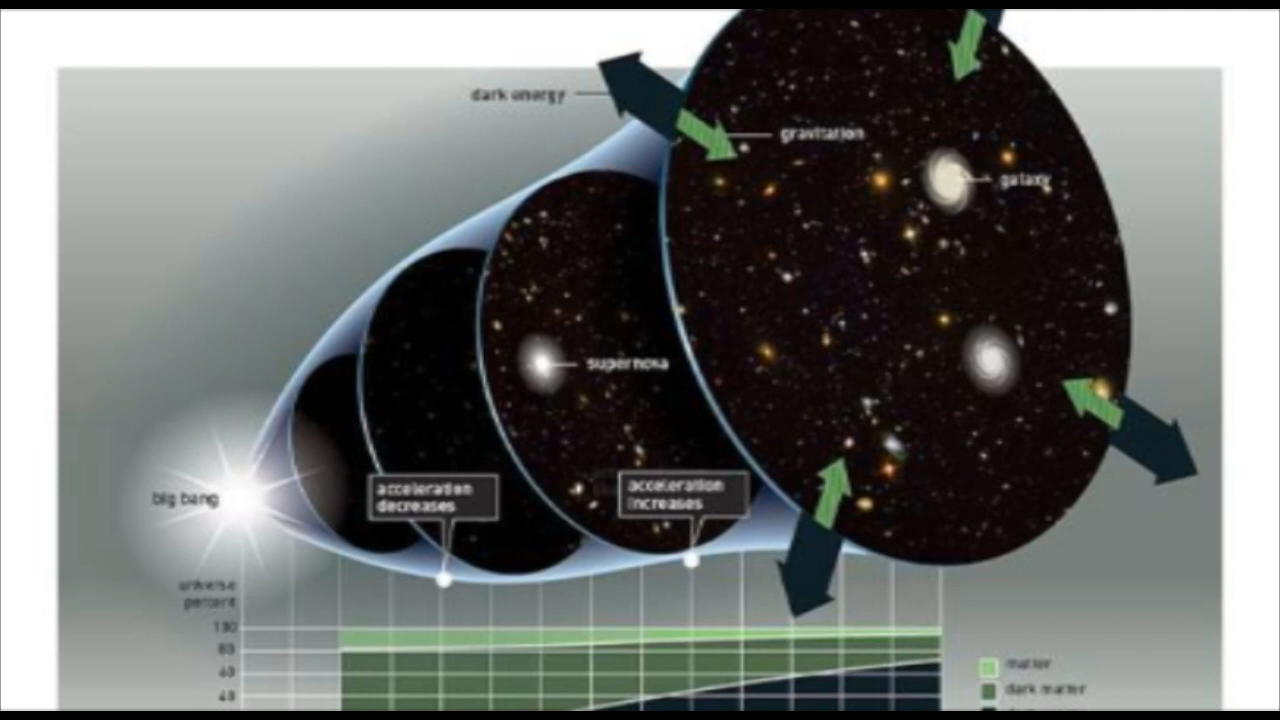 dark energy
gravitation
galaxy
supernova
acceleration
decreases
acceleration
increases
big bang
universe
percent
100
80
60
40
matter
dark matter